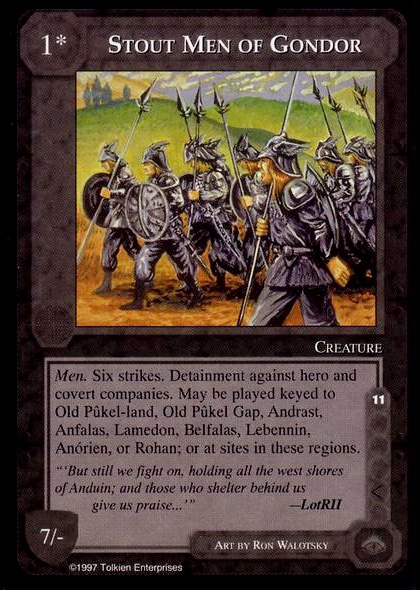 1*
STOUT MEN OF GONDOR
CREATURE
Men. Six strikes. Detainment against hero and
covert companies. May be played keyed to
Old Pûkel-land, Old Pûkel Gap, Andrast,
Anfalas, Lamedon, Belfalas, Lebennin,
Anórien, or Rohan; or at sites in these regions.
11
“‘But still we fight on, holding all the west shores
of Anduin; and those who shelter behind us
give us praise...’” —LotRII
7/-
ART BY RON WALOTSKY
©1997 Tolkien Enterprises